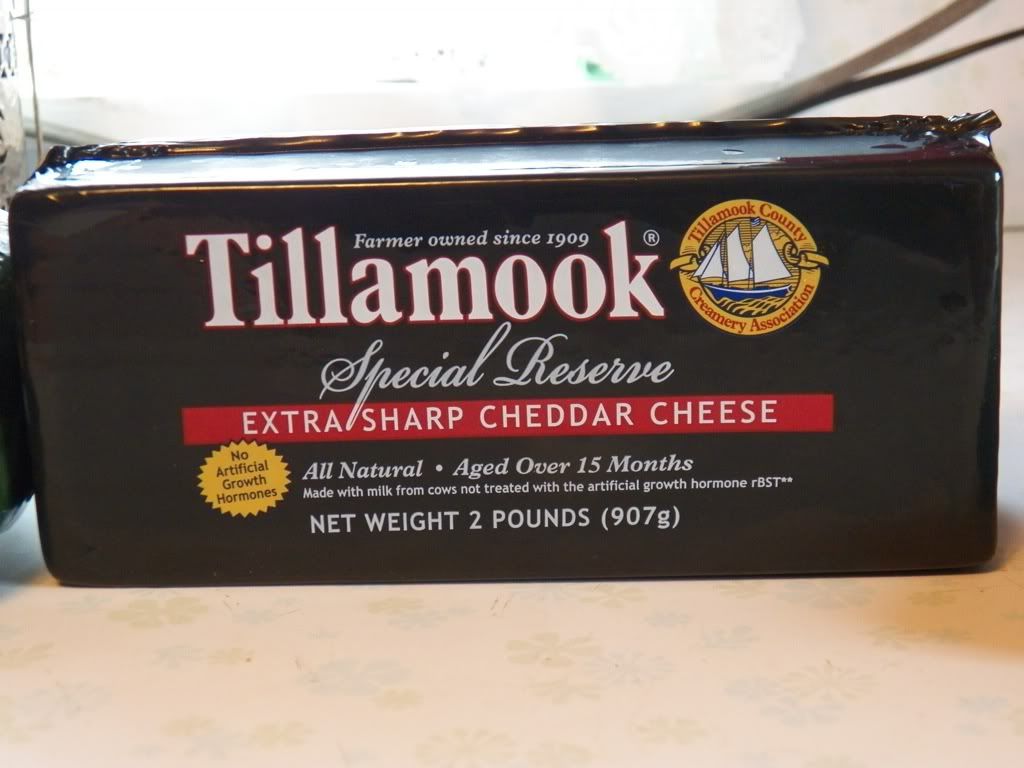 Farmer owned since 1909
Tillamook®
Tillamook County
Creamery Association
Special Reserve
EXTRA SHARP CHEDDAR CHEESE
No
Artificial
Growth
Hormones
All Natural • Aged Over 15 Months
Made with milk from cows not treated with the artificial growth hormone rBST**
NET WEIGHT 2 POUNDS (907g)